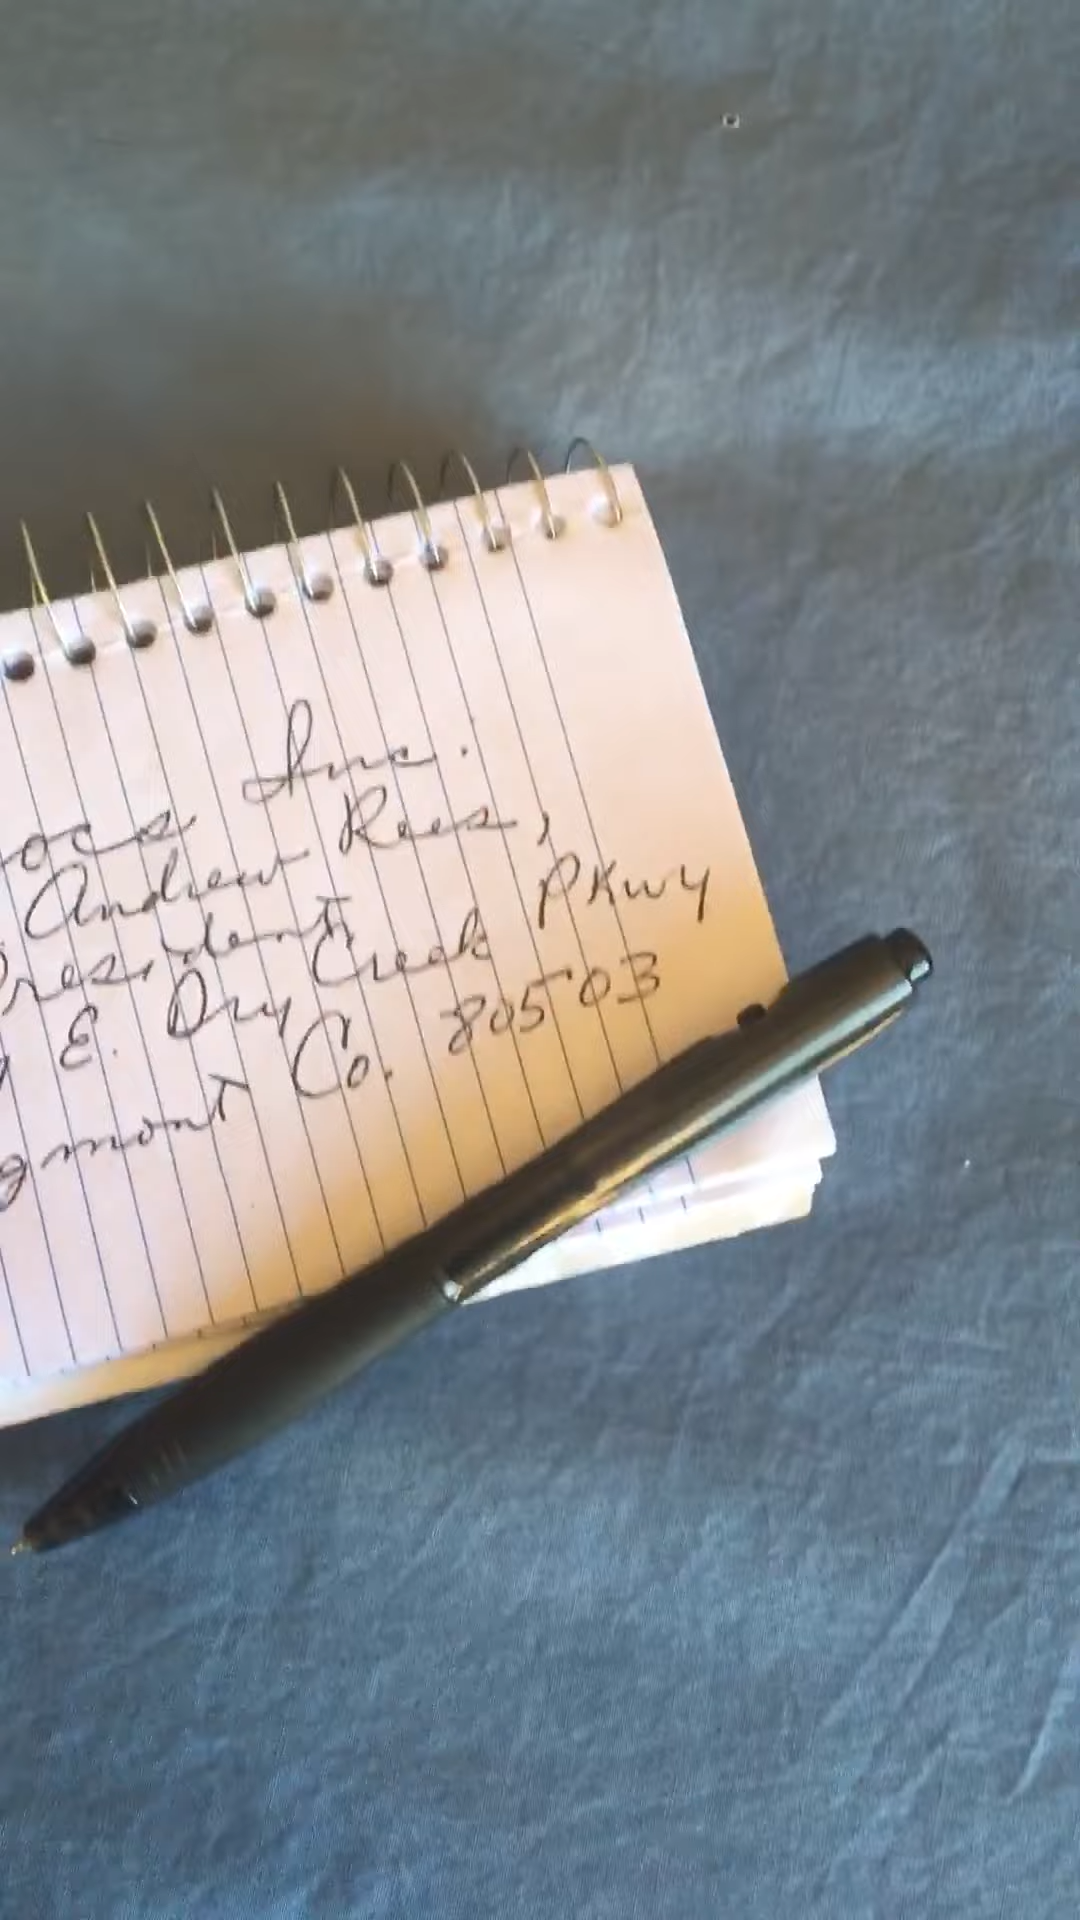 ocs Inc.
Andrew Rees,
President
E. Dry Creek PKwy
gmont Co. 80503